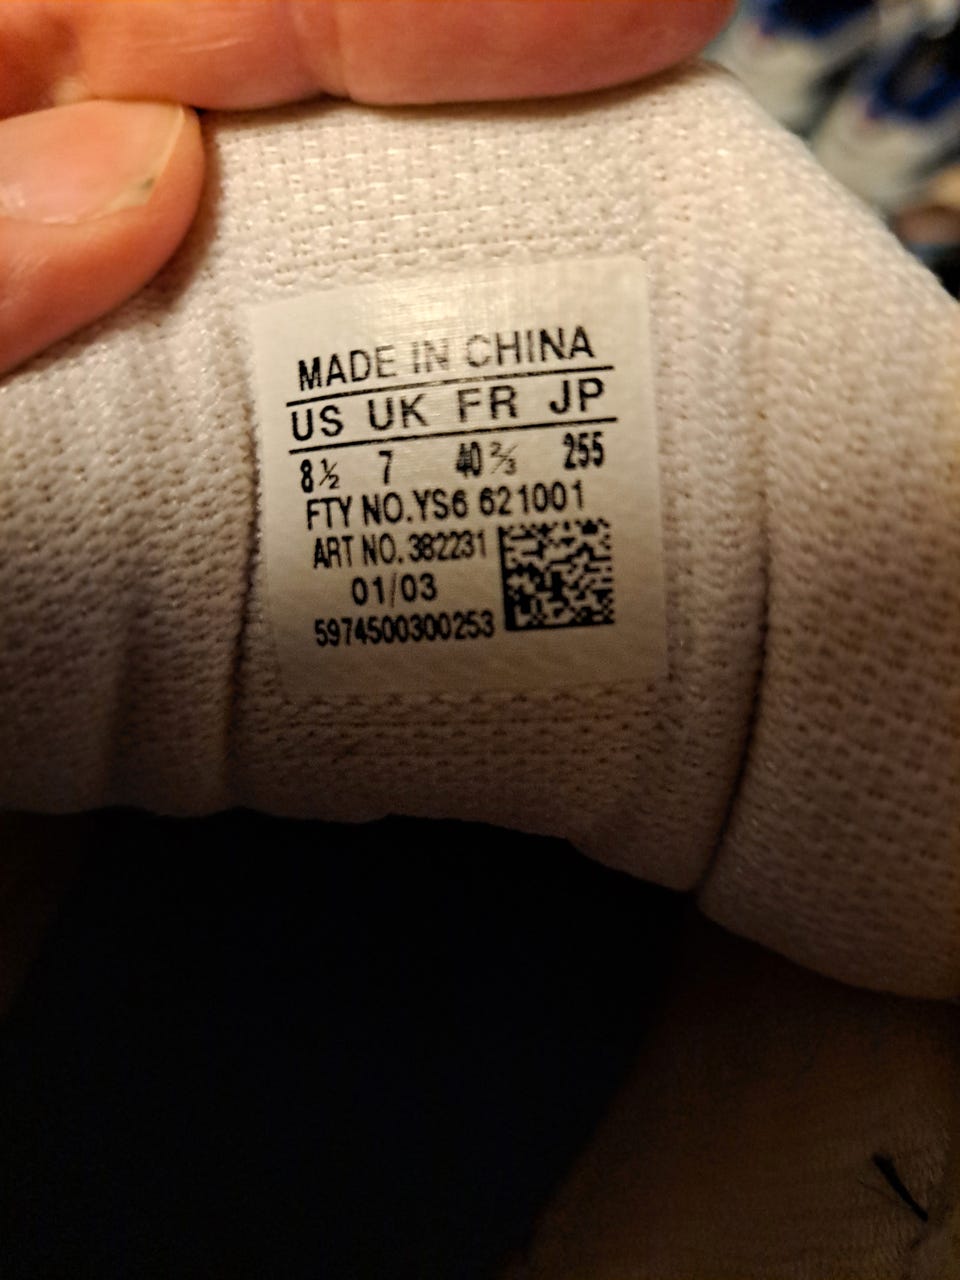 MADE IN CHINA
US UK FR JP
8½ 7 40⅔ 255
FTY NO.YS6 621001
ART NO. 382231
01/03
5974500300253